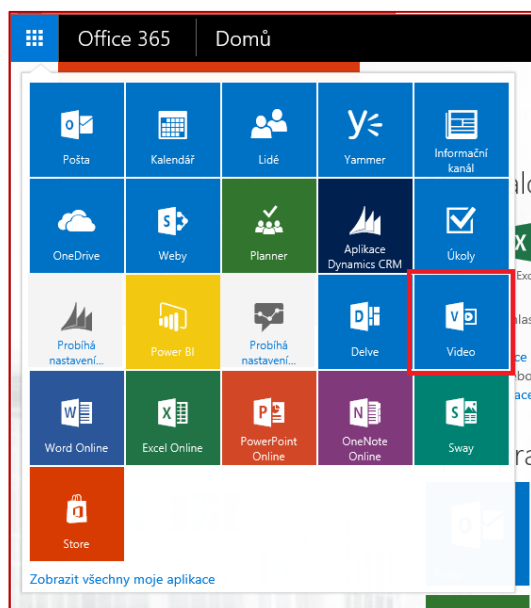 Office 365 Domů
Pošta
Kalendář
Lidé
Yammer
Informační
kanál
OneDrive
Weby
Planner
Aplikace
Dynamics CRM
Úkoly
Probíhá
nastavení...
Power BI
Probíhá
nastavení...
Delve
Video
Word Online
Excel Online
PowerPoint
Online
OneNote
Online
Sway
Store
Zobrazit všechny moje aplikace